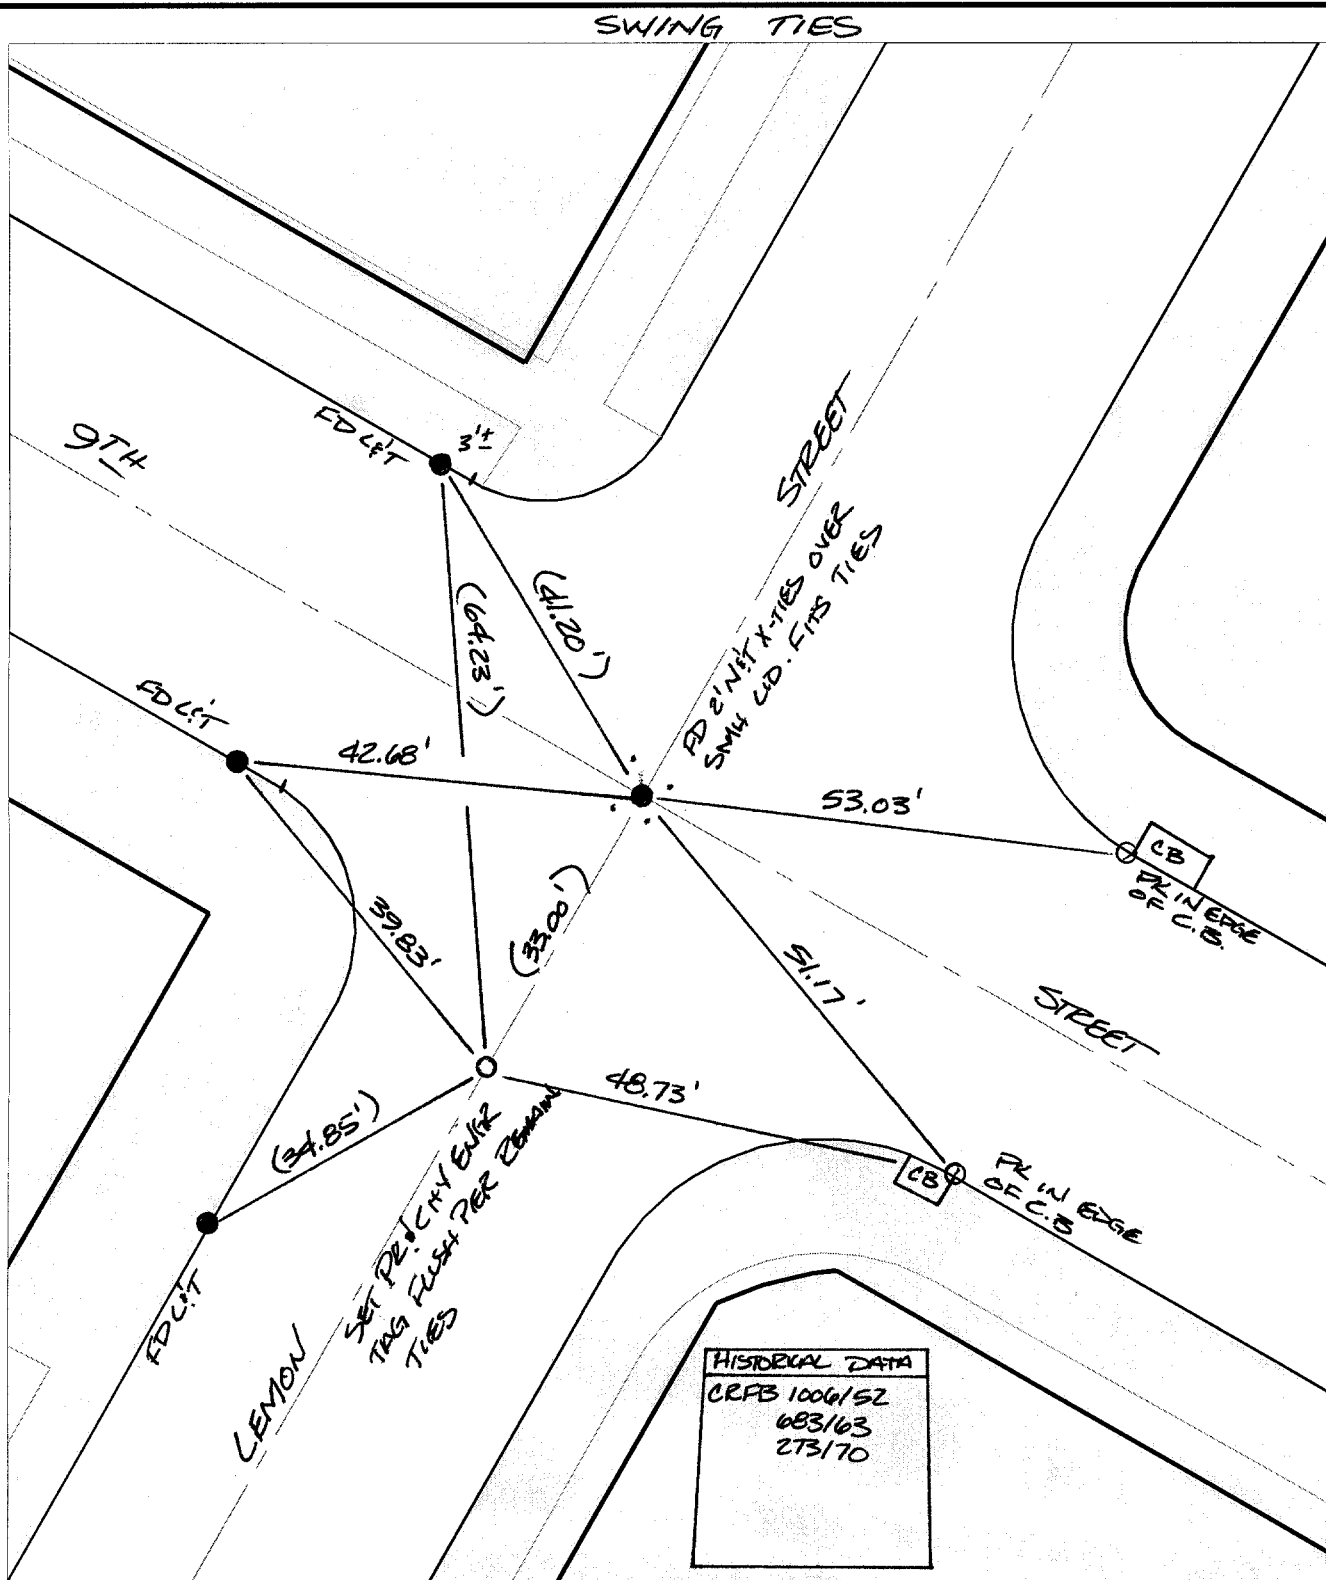 SWING TIES
9TH
FD L&T
3'±
STREET
FD 2' N&T X-TIES OVER
SMH LID. FITS TIES
(64.23')
(41.20')
FD L&T
42.68'
53.03'
CB
PK IN EDGE
OF C.B.
39.83'
(33.00')
51.17'
STREET
48.73'
(34.85')
CB
PK IN EDGE
OF C.B
FD L&T
LEMON
SET PK & CITY ENGR
TAG FLUSH PER REMAIN
TIES
HISTORICAL DATA
CRFB 1006/52
683/63
273/70